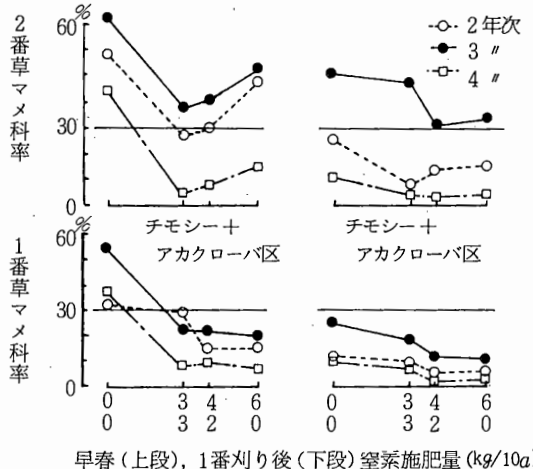 %
60
30
0
2番草マメ科率
2年次
3 〃
4 〃
チモシー＋
アカクローバ区
チモシー＋
アカクローバ区
%
60
30
0
1番草マメ科率
0 3 4 6
0 3 2 0
0 3 4 6
0 3 2 0
早春(上段), 1番刈り後(下段)窒素施肥量(kg/10a)